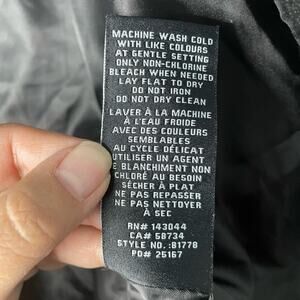 MACHINE WASH COLD
WITH LIKE COLOURS
AT GENTLE SETTING
ONLY NON-CHLORINE
BLEACH WHEN NEEDED
LAY FLAT TO DRY
DO NOT IRON
DO NOT DRY CLEAN
LAVER À LA MACHINE
À L'EAU FROIDE
AVEC DES COULEURS
SEMBLABLES
AU CYCLE DÉLICAT
UTILISER UN AGENT
E BLANCHIMENT NON
CHLORÉ AU BESOIN
SÉCHER À PLAT
NE PAS REPASSER
NE PAS NETTOYER
À SEC
RN# 143044
CA# 58734
STYLE NO.:B1778
PO# 25167